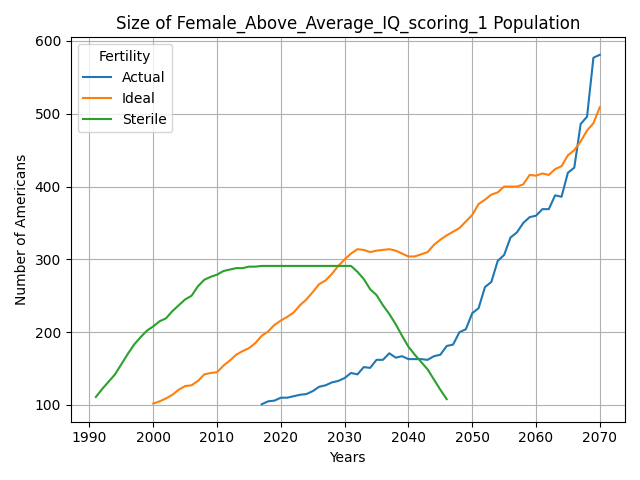 Size of Female_Above_Average_IQ_scoring_1 Population
Fertility
Actual
Ideal
Sterile
Number of Americans
600
500
400
300
200
100
1990 2000 2010 2020 2030 2040 2050 2060 2070
Years